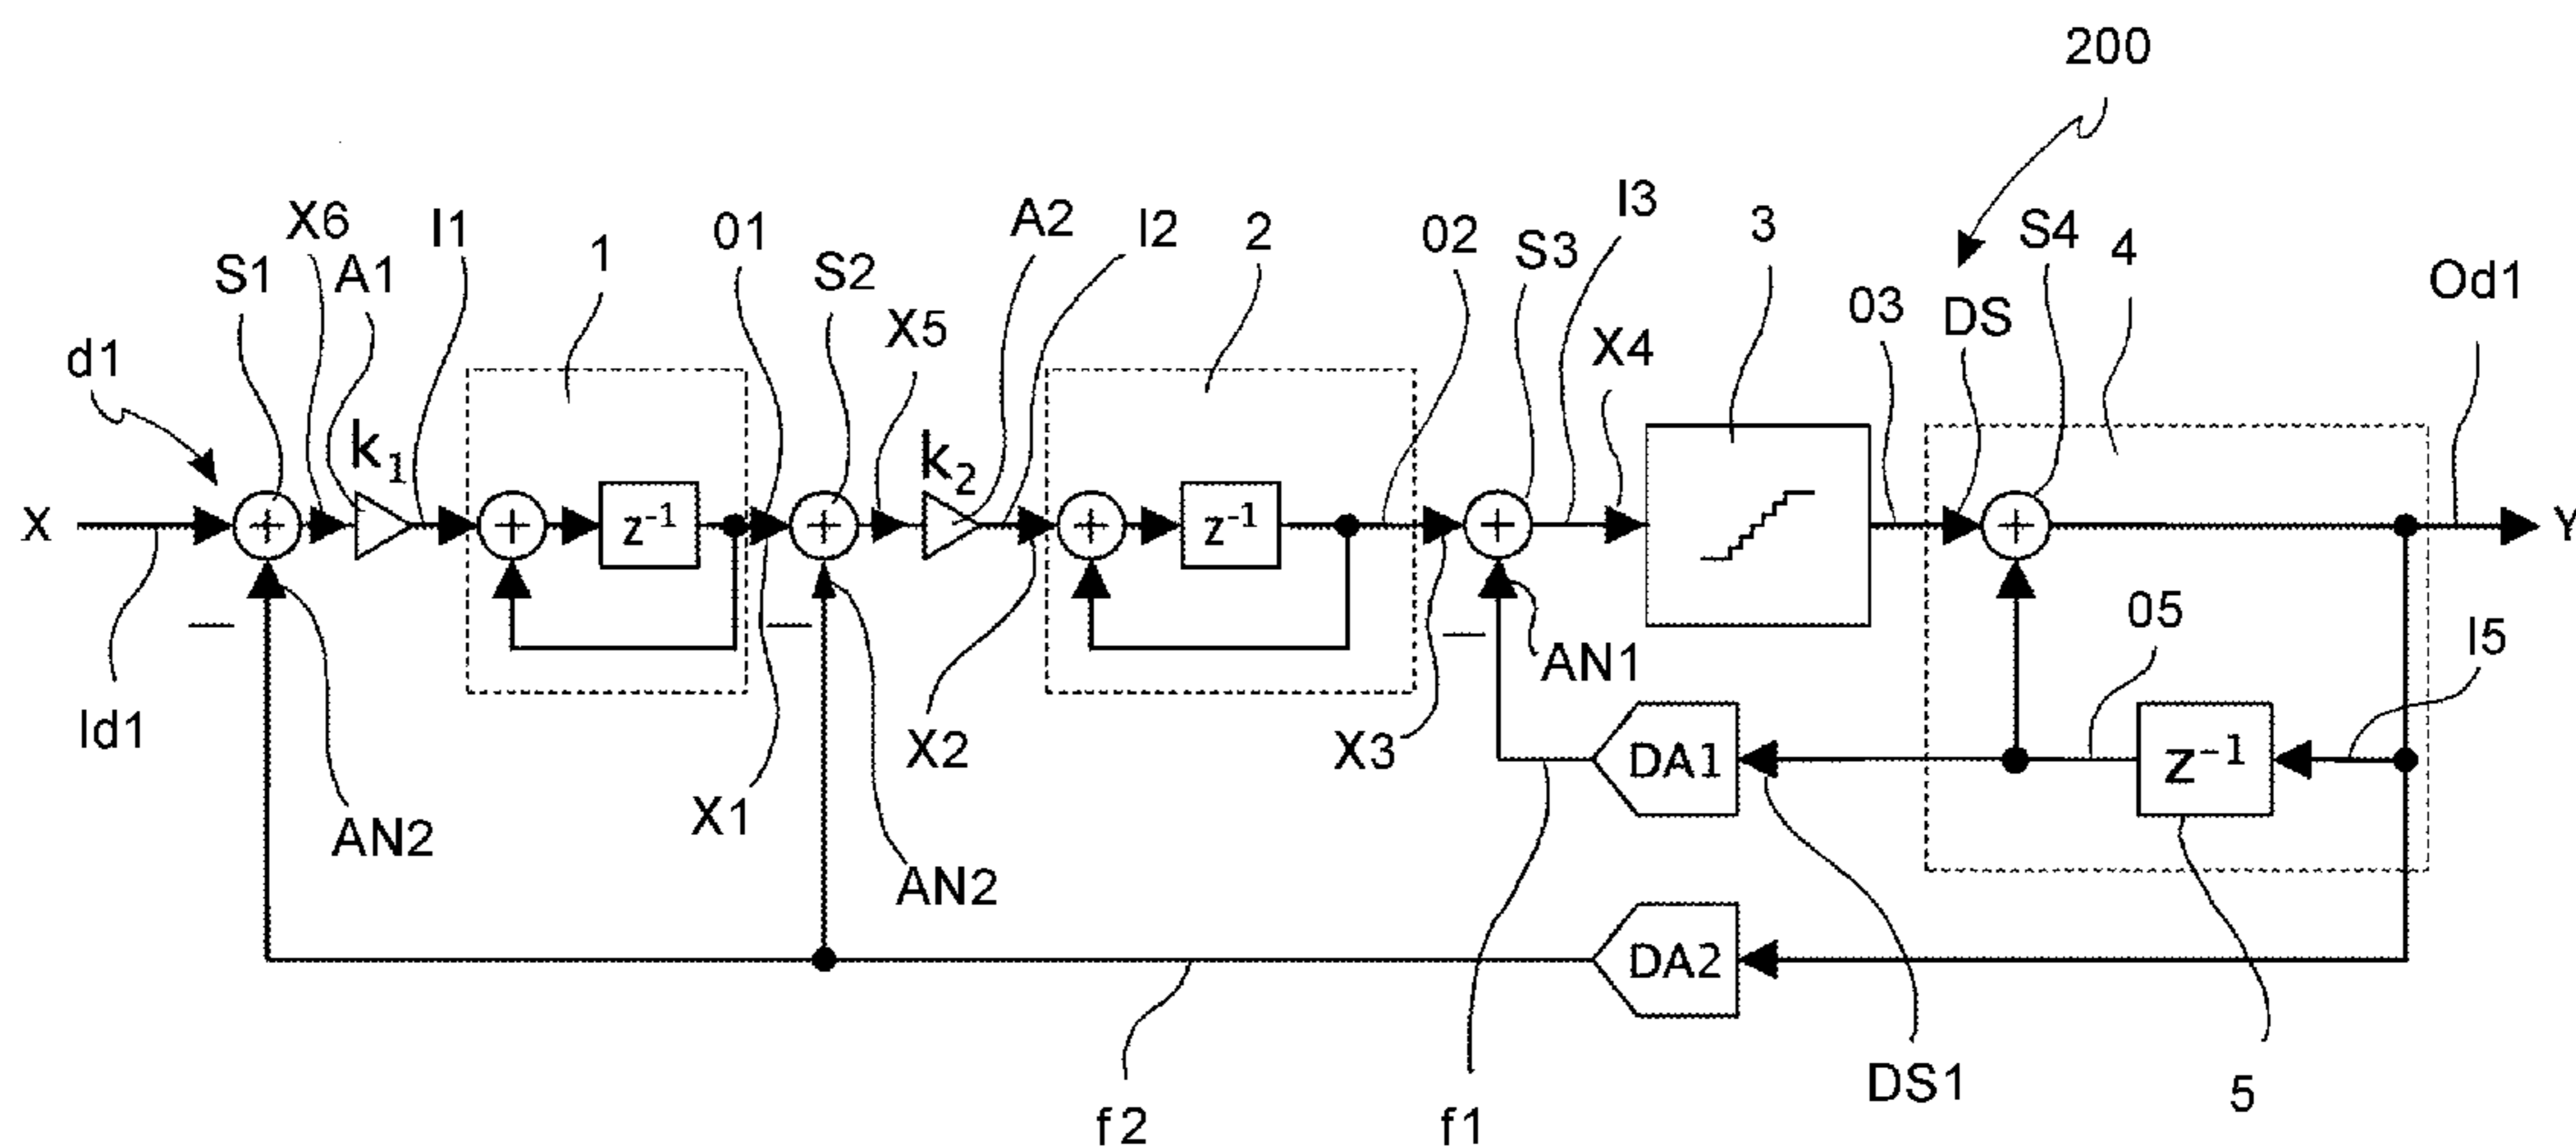 200
X6
A1
I1
S1
1
01
S2
X5
A2
I2
2
02
S3
I3
X4
3
03
DS
S4
4
Od1
d1
k1
k2
X
+
+
z⁻¹
+
+
z⁻¹
+
+
Y
Id1
AN2
X1
AN2
X2
X3
AN1
05
I5
DA1
z⁻¹
DA2
DS1
5
f2
f1